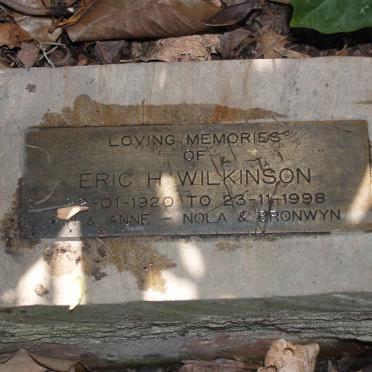 LOVING MEMORIES
OF
ERIC H WILKINSON
-01-1920 TO 23-11-1998
& ANNE - NOLA & BRONWYN